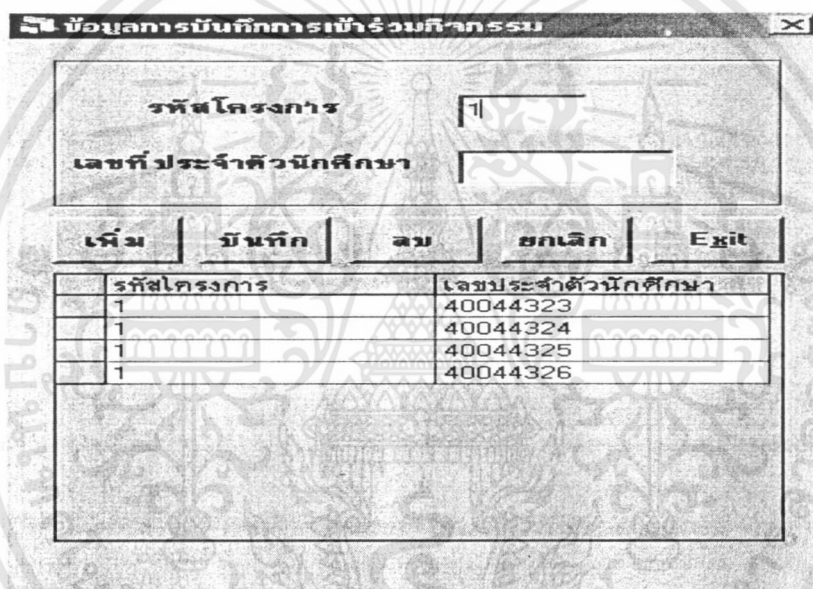 ข้อมูลการบันทึกการเข้าร่วมกิจกรรม
รหัสโครงการ 1
เลขที่ประจำตัวนักศึกษา
เพิ่ม บันทึก ลบ ยกเลิก Exit
รหัสโครงการ เลขประจำตัวนักศึกษา
1 40044323
1 40044324
1 40044325
1 40044326